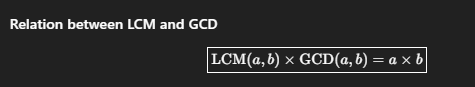 Relation between LCM and GCD
LCM(a, b) × GCD(a, b) = a × b